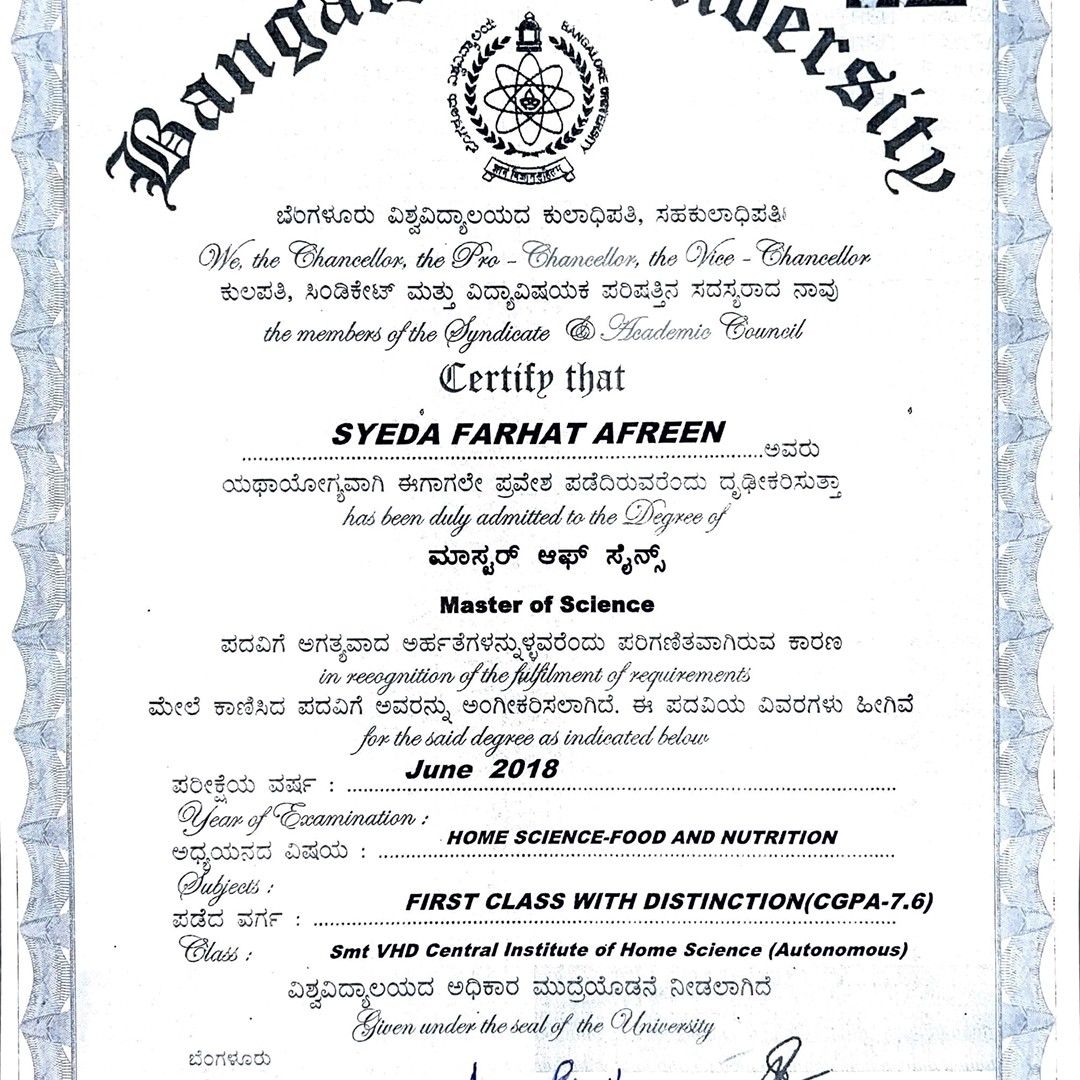 Bangalore University
ಬೆಂಗಳೂರು ವಿಶ್ವವಿದ್ಯಾಲಯ
BANGALORE UNIVERSITY
ಬೆಂಗಳೂರು ವಿಶ್ವವಿದ್ಯಾಲಯದ ಕುಲಾಧಿಪತಿ, ಸಹಕುಲಾಧಿಪತಿ
We, the Chancellor, the Pro - Chancellor, the Vice - Chancellor
ಕುಲಪತಿ, ಸಿಂಡಿಕೇಟ್ ಮತ್ತು ವಿದ್ಯಾವಿಷಯಕ ಪರಿಷತ್ತಿನ ಸದಸ್ಯರಾದ ನಾವು
the members of the Syndicate & Academic Council
Certify that
SYEDA FARHAT AFREEN
ಅವರು
ಯಥಾಯೋಗ್ಯವಾಗಿ ಈಗಾಗಲೇ ಪ್ರವೇಶ ಪಡೆದಿರುವರೆಂದು ದೃಢೀಕರಿಸುತ್ತಾ
has been duly admitted to the Degree of
ಮಾಸ್ಟರ್ ಆಫ್ ಸೈನ್ಸ್
Master of Science
ಪದವಿಗೆ ಅಗತ್ಯವಾದ ಅರ್ಹತೆಗಳನ್ನುಳ್ಳವರೆಂದು ಪರಿಗಣಿತವಾಗಿರುವ ಕಾರಣ
in recognition of the fulfilment of requirements
ಮೇಲೆ ಕಾಣಿಸಿದ ಪದವಿಗೆ ಅವರನ್ನು ಅಂಗೀಕರಿಸಲಾಗಿದೆ. ಈ ಪದವಿಯ ವಿವರಗಳು ಹೀಗಿವೆ
for the said degree as indicated below
June 2018
ಪರೀಕ್ಷೆಯ ವರ್ಷ :
Year of Examination :
HOME SCIENCE-FOOD AND NUTRITION
ಅಧ್ಯಯನದ ವಿಷಯ :
Subjects :
FIRST CLASS WITH DISTINCTION(CGPA-7.6)
ಪಡೆದ ವರ್ಗ :
Class :
Smt VHD Central Institute of Home Science (Autonomous)
ವಿಶ್ವವಿದ್ಯಾಲಯದ ಅಧಿಕಾರ ಮುದ್ರೆಯೊಡನೆ ನೀಡಲಾಗಿದೆ
Given under the seal of the University
ಬೆಂಗಳೂರು